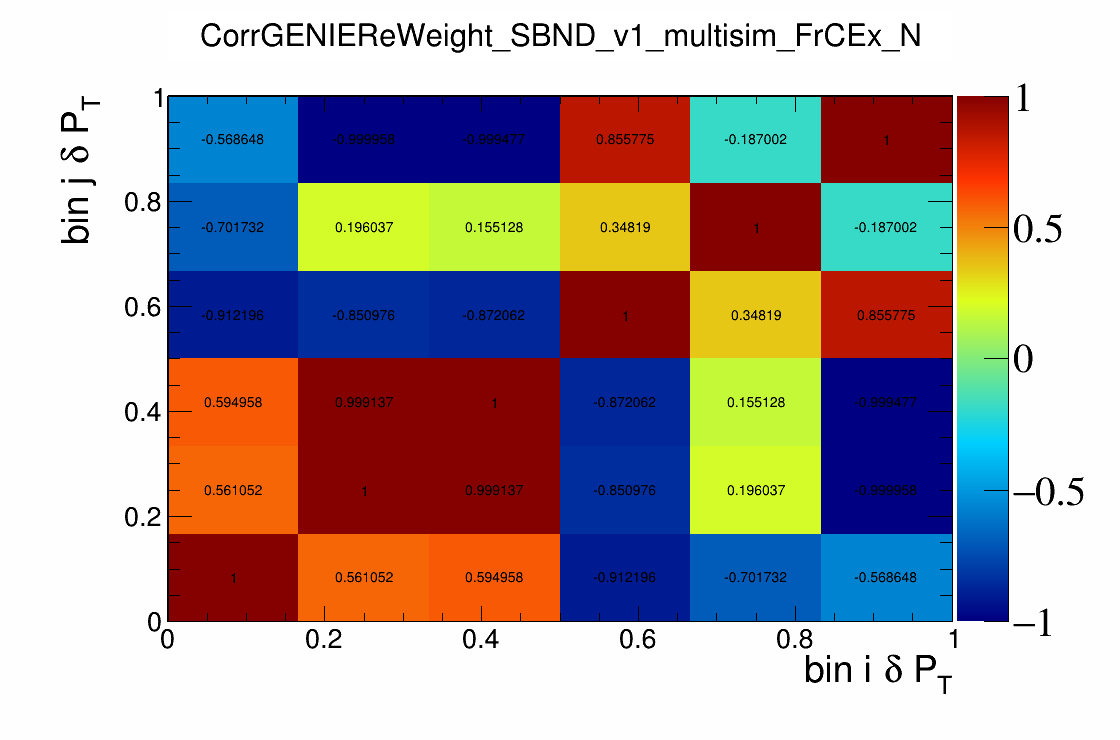 CorrGENIEReWeight_SBND_v1_multisim_FrCEx_N
bin j δ P_T
1
0.8
0.6
0.4
0.2
0
-0.568648 -0.999958 -0.999477 0.855775 -0.187002 1
-0.701732 0.196037 0.155128 0.34819 1 -0.187002
-0.912196 -0.850976 -0.872062 1 0.34819 0.855775
0.594958 0.999137 1 -0.872062 0.155128 -0.999477
0.561052 1 0.999137 -0.850976 0.196037 -0.999958
1 0.561052 0.594958 -0.912196 -0.701732 -0.568648
0 0.2 0.4 0.6 0.8 1
bin i δ P_T
1
0.5
0
−0.5
−1